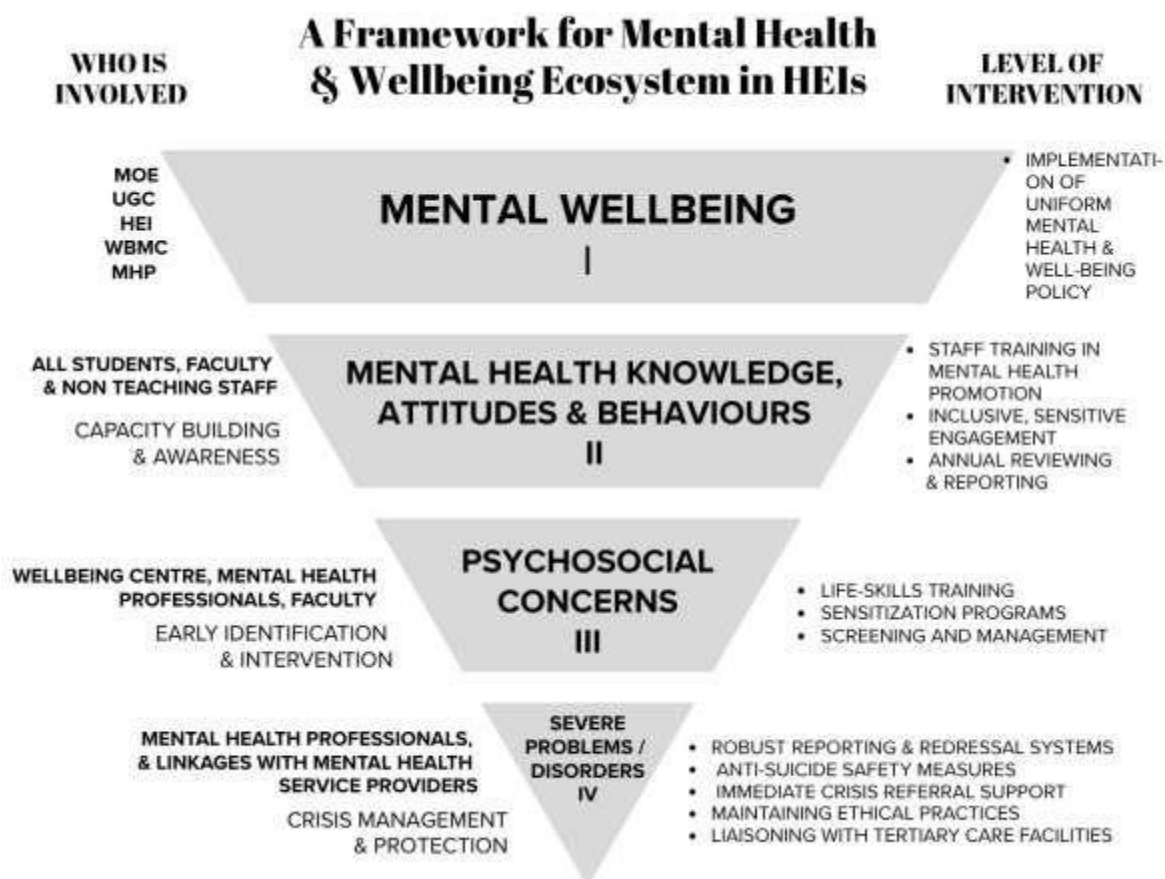 A Framework for Mental Health
& Wellbeing Ecosystem in HEIs
WHO IS
INVOLVED
LEVEL OF
INTERVENTION
MOE
UGC
HEI
WBMC
MHP
MENTAL WELLBEING
I
• IMPLEMENTATI-
ON OF
UNIFORM
MENTAL
HEALTH &
WELL-BEING
POLICY
ALL STUDENTS, FACULTY
& NON TEACHING STAFF
CAPACITY BUILDING
& AWARENESS
MENTAL HEALTH KNOWLEDGE,
ATTITUDES & BEHAVIOURS
II
• STAFF TRAINING IN
MENTAL HEALTH
PROMOTION
• INCLUSIVE, SENSITIVE
ENGAGEMENT
• ANNUAL REVIEWING
& REPORTING
WELLBEING CENTRE, MENTAL HEALTH
PROFESSIONALS, FACULTY
EARLY IDENTIFICATION
& INTERVENTION
PSYCHOSOCIAL
CONCERNS
III
• LIFE-SKILLS TRAINING
• SENSITIZATION PROGRAMS
• SCREENING AND MANAGEMENT
MENTAL HEALTH PROFESSIONALS,
& LINKAGES WITH MENTAL HEALTH
SERVICE PROVIDERS
CRISIS MANAGEMENT
& PROTECTION
SEVERE
PROBLEMS /
DISORDERS
IV
• ROBUST REPORTING & REDRESSAL SYSTEMS
• ANTI-SUICIDE SAFETY MEASURES
• IMMEDIATE CRISIS REFERRAL SUPPORT
• MAINTAINING ETHICAL PRACTICES
• LIAISONING WITH TERTIARY CARE FACILITIES